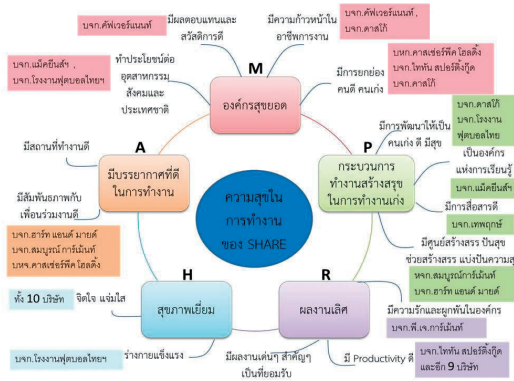 บจก.คัฟเวอร์แนนท์
มีผลตอบแทนและ
สวัสดิการดี
มีความก้าวหน้าใน
อาชีพการงาน
บจก.คัฟเวอร์แนนท์ ,
บจก.ดาสโก้
บจก.แม็คยีนส์ฯ ,
บจก.โรงงานฟุตบอลไทยฯ
ทำประโยชน์ต่อ
อุตสาหกรรม
สังคมและ
ประเทศชาติ
M
องค์กรสุขยอด
มีการยกย่อง
คนดี คนเก่ง
บหก.คาสเซอร์พีค โฮลดิ้ง
บจก.ไททัน สปอร์ตติ้งกู๊ด
บจก.ดาสโก้
มีสถานที่ทำงานดี
A
มีบรรยากาศที่ดี
ในการทำงาน
มีสัมพันธภาพกับ
เพื่อนร่วมงานดี
บจก.ฮาร์ท แอนด์ มายด์
บจก.สมบูรณ์ การ์เม้นท์
บหจ.คาสเซอร์พีค โฮลดิ้ง
ความสุขใน
การทำงาน
ของ SHARE
P
กระบวนการ
ทำงานสร้างสรุข
ในการทำงานเก่ง
มีการพัฒนาให้เป็น
คนเก่ง ดี มีสุข
บจก.ดาสโก้
บจก.โรงงาน
ฟุตบอลไทย
เป็นองค์กร
แห่งการเรียนรู้
บจก.แม็คยีนส์ฯ
มีการสื่อสารดี
บจก.เทพฤกษ์
มีศูนย์สร้างสรร ปันสุข
ช่วยสร้างสรร แบ่งปันความสุ
หจก.สมบูรณ์การ์เม้นท์
บจก.ฮาร์ท แอนด์ มายด์
H
สุขภาพเยี่ยม
ทั้ง 10 บริษัท
จิตใจ แจ่มใส
บจก.โรงงานฟุตบอลไทยฯ
ร่างกายแข็งแรง
R
ผลงานเลิศ
มีความรักและผูกพันในองค์กร
บจก.พี.เจ.การ์เม้นท์
มีผลงานเด่นๆ สำคัญๆ
เป็นที่ยอมรับ
มี Productivity ดี
บจก.ไททัน สปอร์ตติ้งกู๊ด
และอีก 9 บริษัท